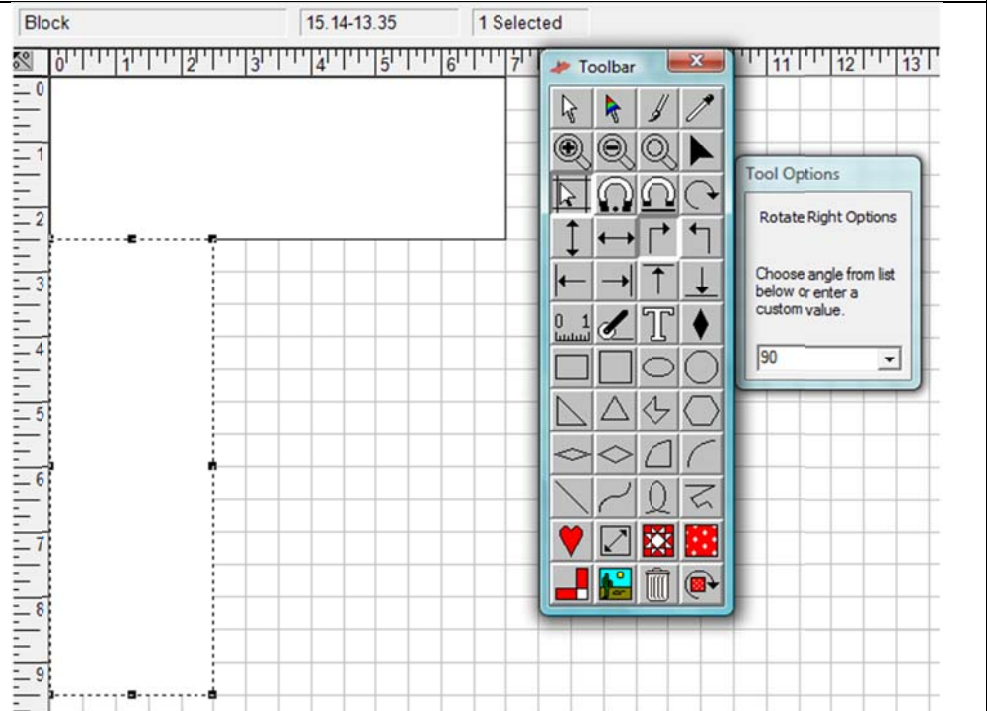 Block 15.14-13.35 1 Selected
0 1 2 3 4 5 6 7 11 12 13
Toolbar
0
1
2
3
4
5
6
7
8
9
0 1
T
Tool Options
Rotate Right Options
Choose angle from list
below or enter a
custom value.
90